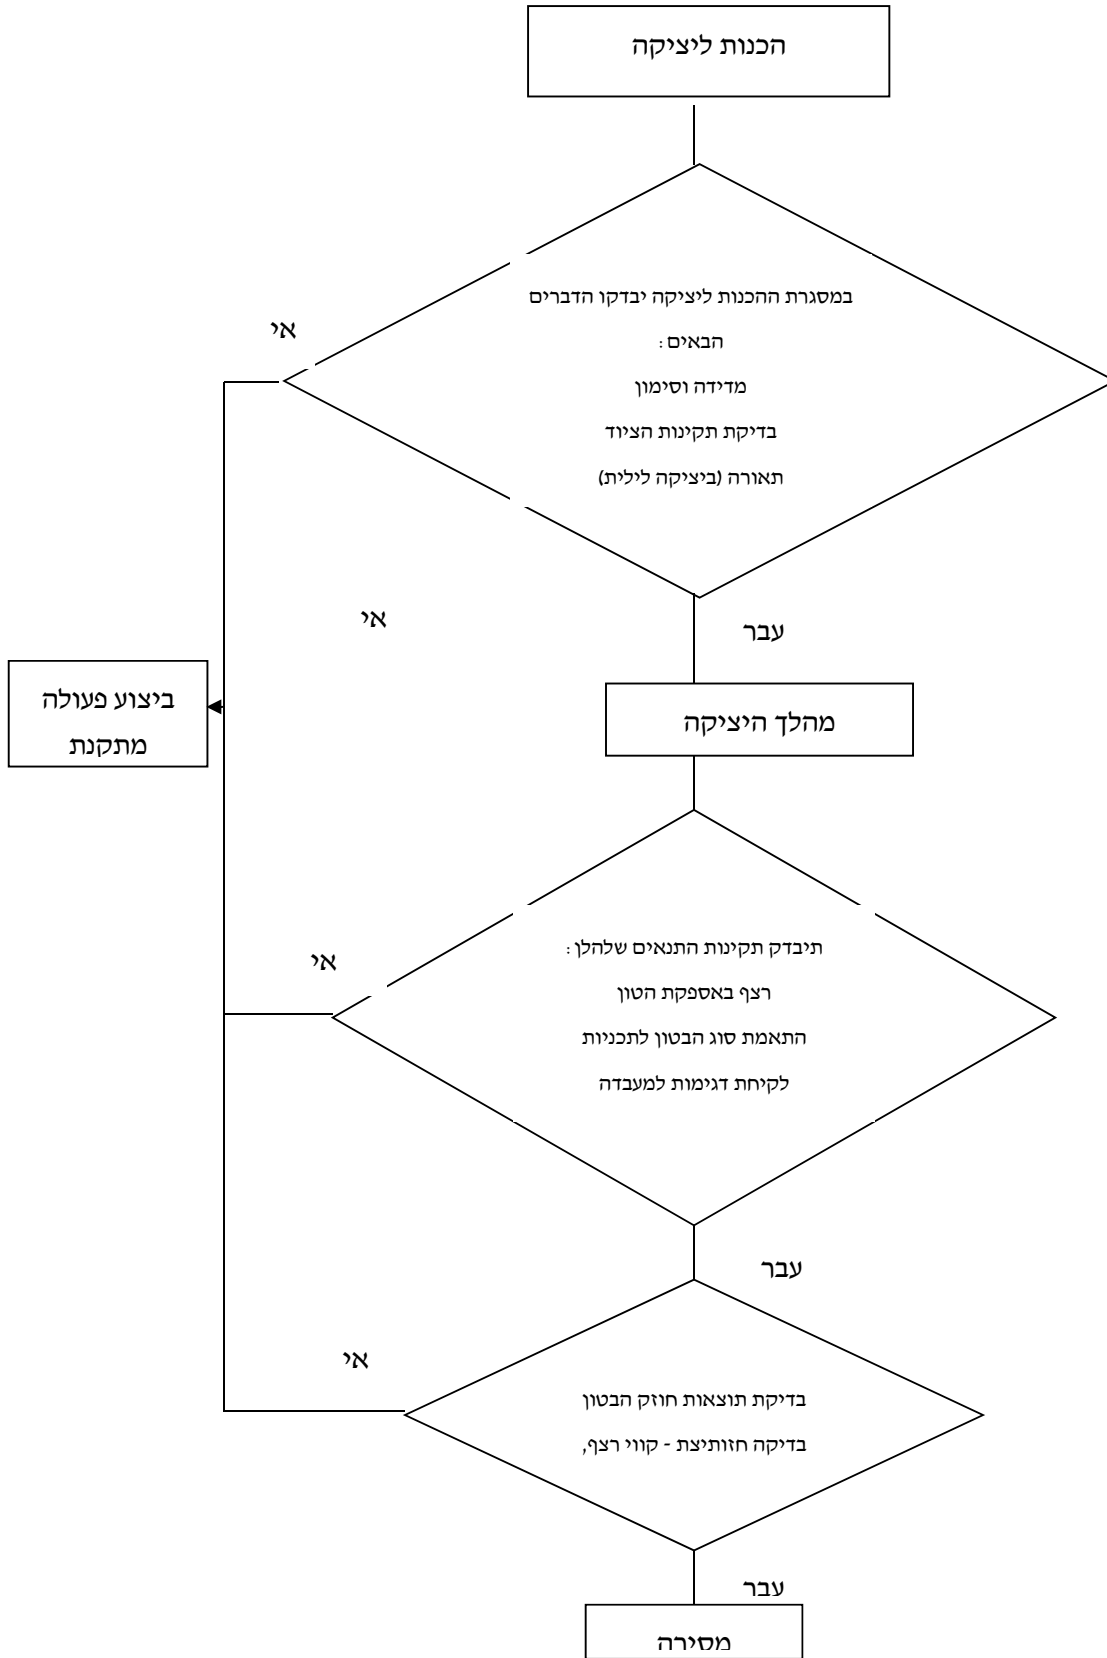 הכנות ליציקה
במסגרת ההכנות ליציקה יבדקו הדברים
הבאים :
מדידה וסימון
בדיקת תקינות הציוד
תאורה (ביציקה לילית)
אי
אי
עבר
ביצוע פעולה
מתקנת
מהלך היציקה
תיבדק תקינות התנאים שלהלן :
רצף באספקת הטון
התאמת סוג הבטון לתכניות
לקיחת דגימות למעבדה
אי
עבר
אי
בדיקת תוצאות חוזק הבטון
בדיקה חזותיצת - קווי רצף,
עבר
מסירה